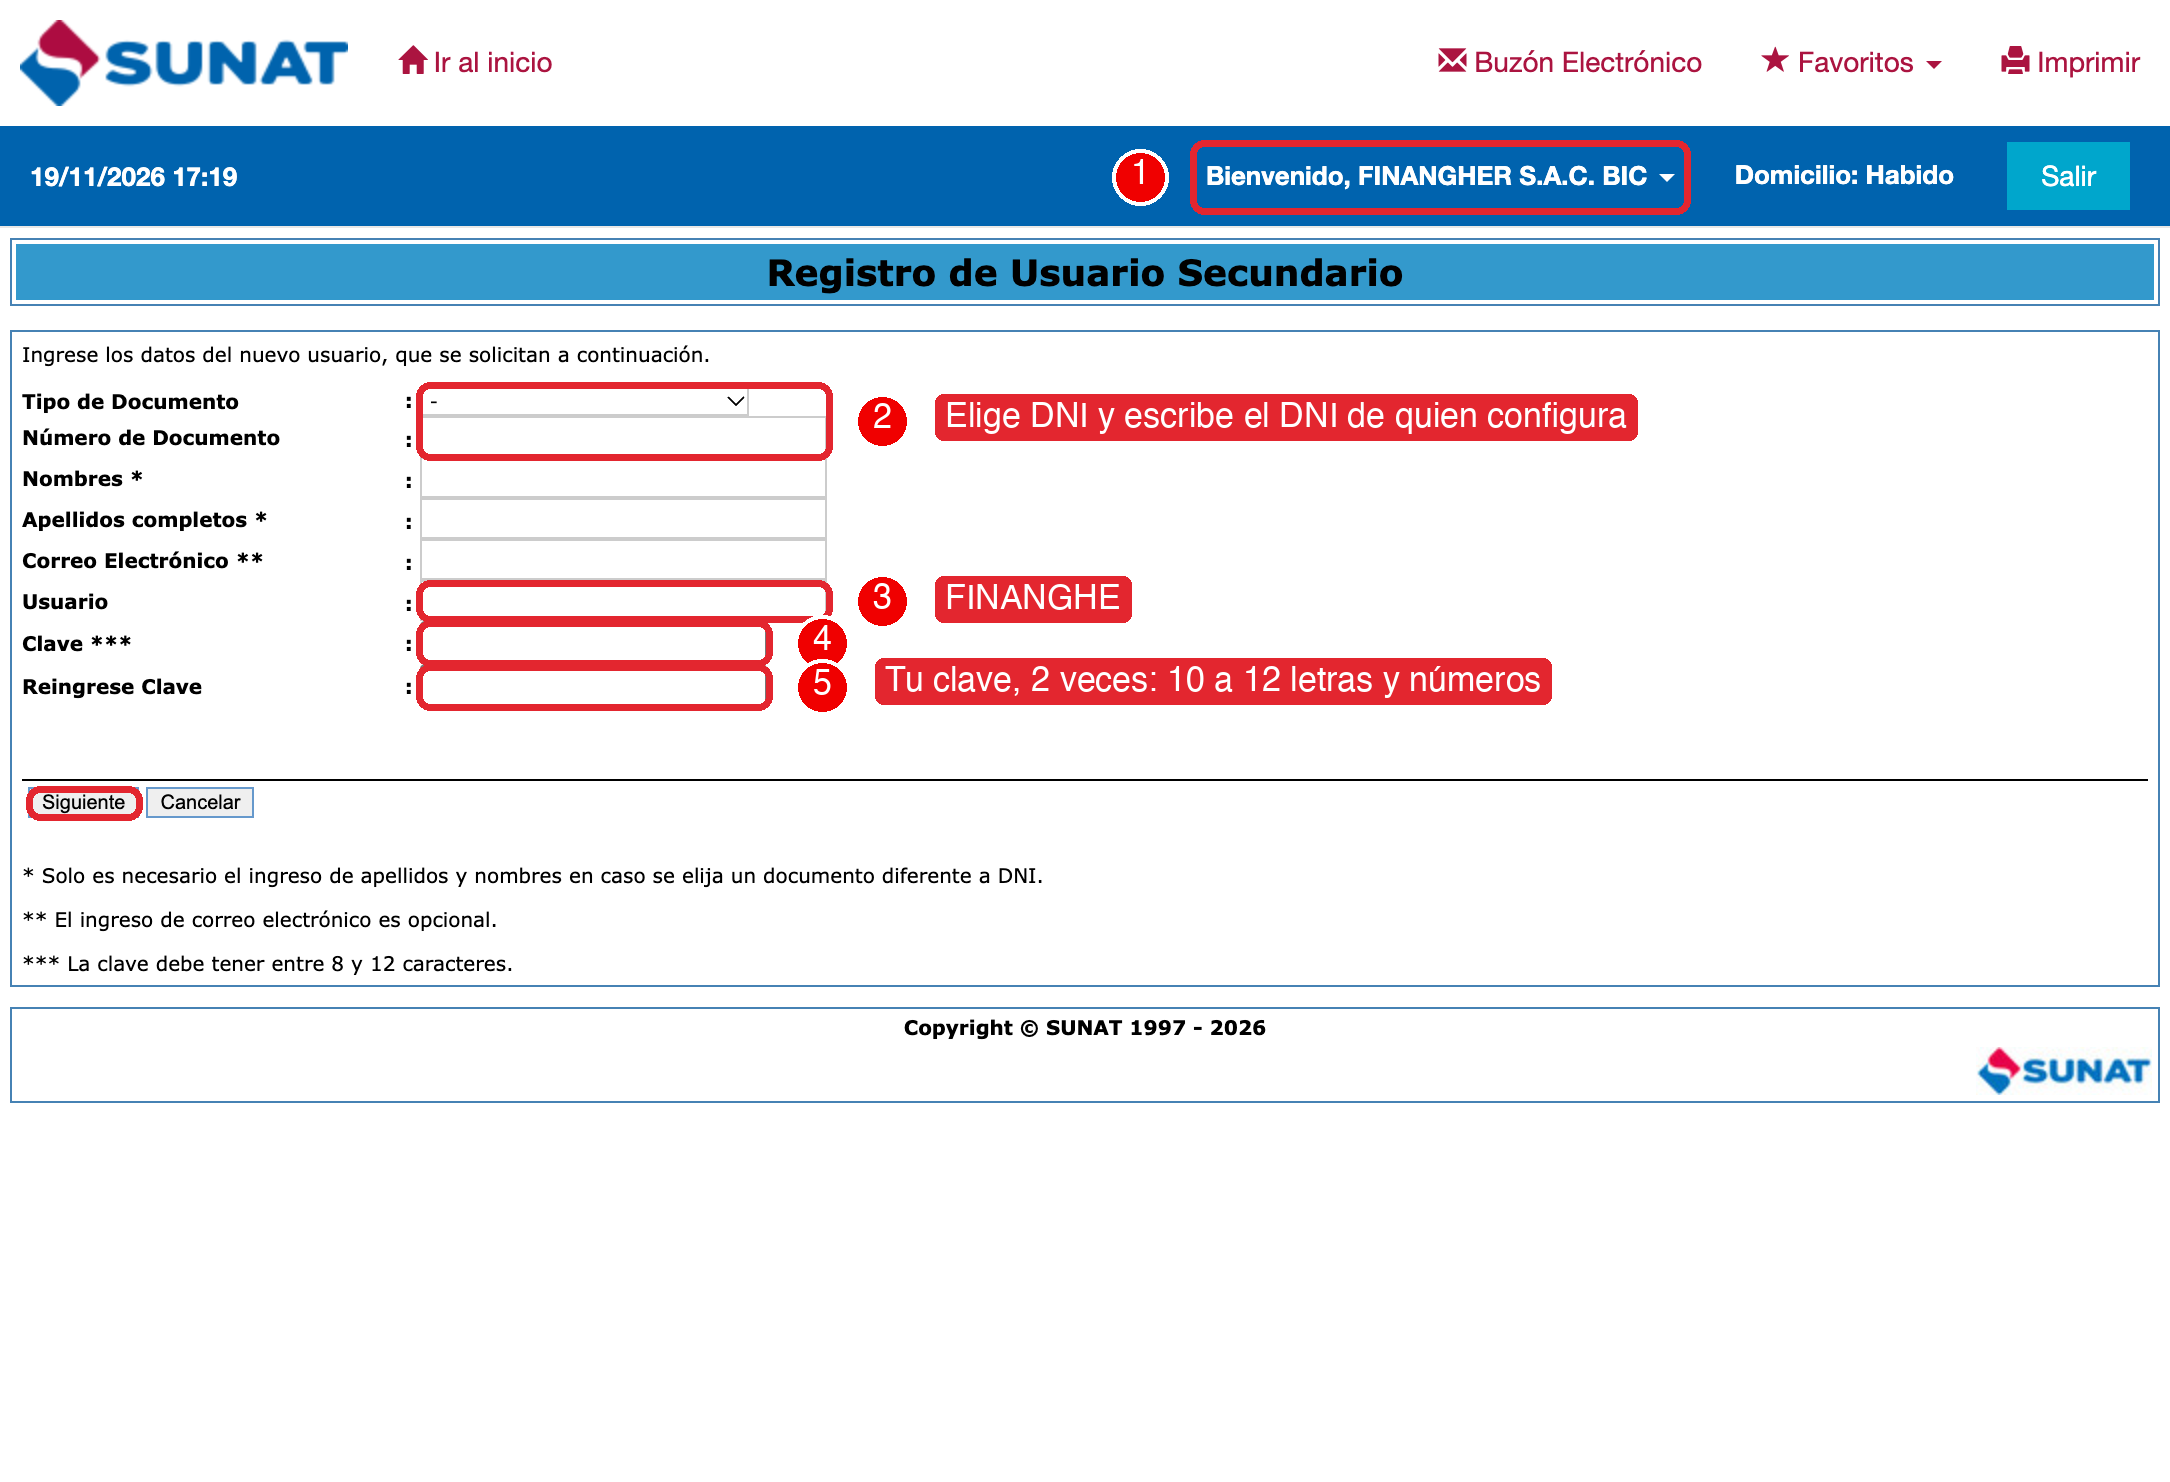 SUNAT Ir al inicio Buzón Electrónico Favoritos Imprimir
19/11/2026 17:19 1 Bienvenido, FINANGHER S.A.C. BIC Domicilio: Habido Salir
Registro de Usuario Secundario
Ingrese los datos del nuevo usuario, que se solicitan a continuación.
Tipo de Documento : -
2 Elige DNI y escribe el DNI de quien configura
Número de Documento :
Nombres * :
Apellidos completos * :
Correo Electrónico ** :
Usuario : 3 FINANGHE
Clave *** : 4
Reingrese Clave : 5 Tu clave, 2 veces: 10 a 12 letras y números
Siguiente Cancelar
* Solo es necesario el ingreso de apellidos y nombres en caso se elija un documento diferente a DNI.
** El ingreso de correo electrónico es opcional.
*** La clave debe tener entre 8 y 12 caracteres.
Copyright © SUNAT 1997 - 2026
SUNAT